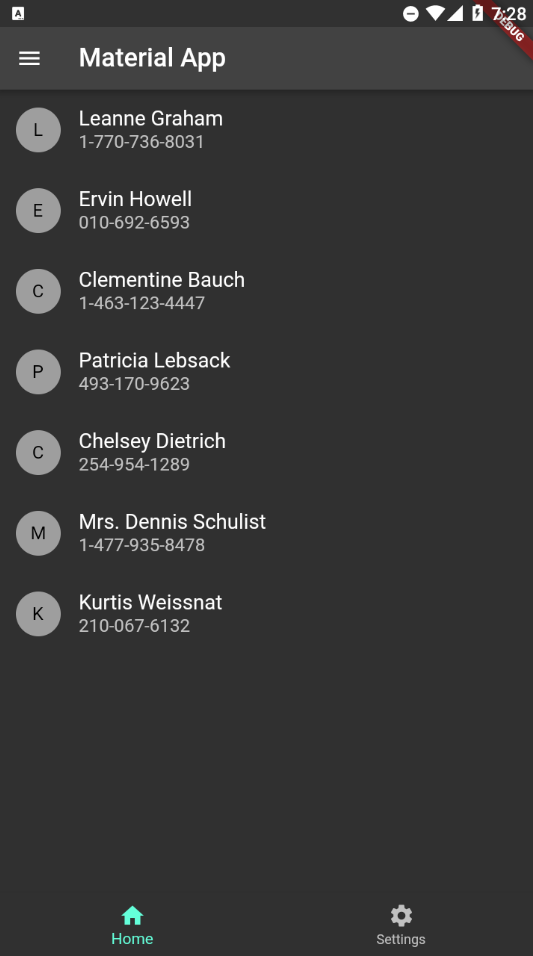 A
7:28
DEBUG
Material App
L
Leanne Graham
1-770-736-8031
E
Ervin Howell
010-692-6593
C
Clementine Bauch
1-463-123-4447
P
Patricia Lebsack
493-170-9623
C
Chelsey Dietrich
254-954-1289
M
Mrs. Dennis Schulist
1-477-935-8478
K
Kurtis Weissnat
210-067-6132
Home
Settings